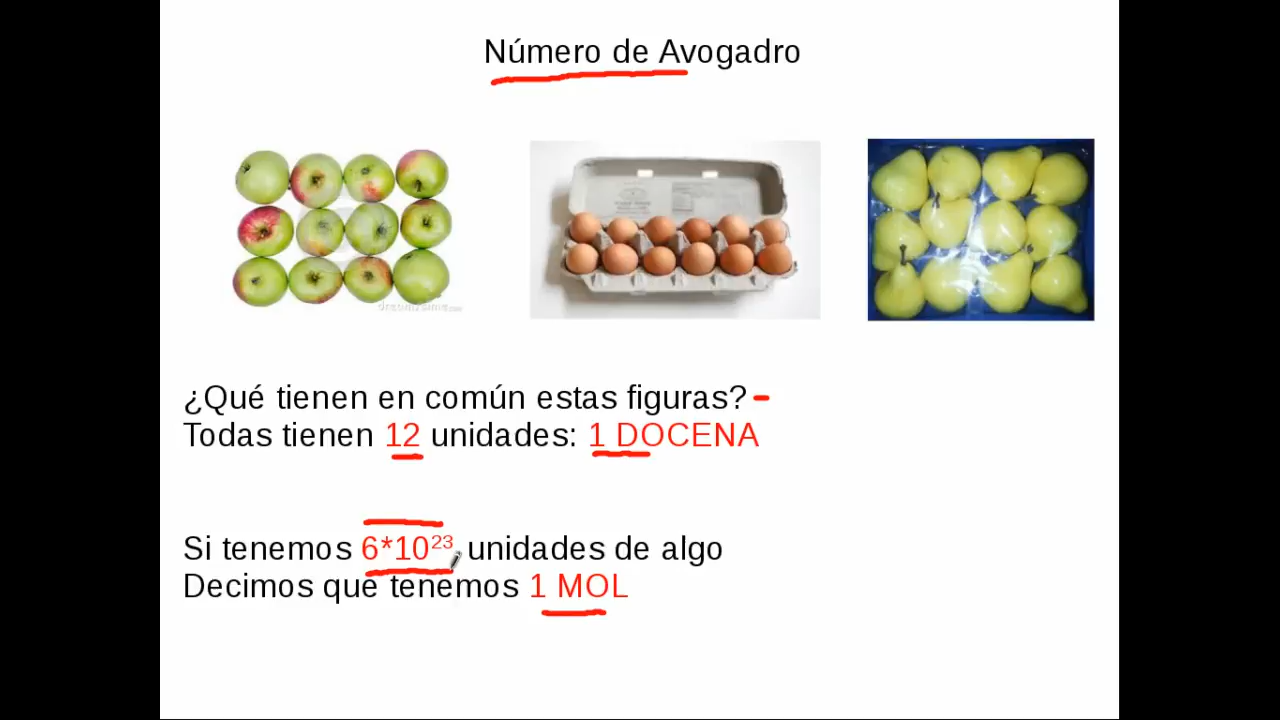 Número de Avogadro
¿Qué tienen en común estas figuras?
Todas tienen 12 unidades: 1 DOCENA
Si tenemos 6*10²³ unidades de algo
Decimos que tenemos 1 MOL